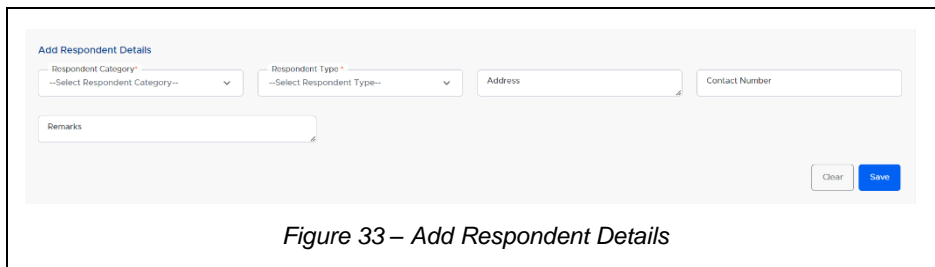 Add Respondent Details
Respondent Category* Respondent Type *
--Select Respondent Category-- --Select Respondent Type-- Address Contact Number
Remarks
Clear Save
Figure 33 – Add Respondent Details